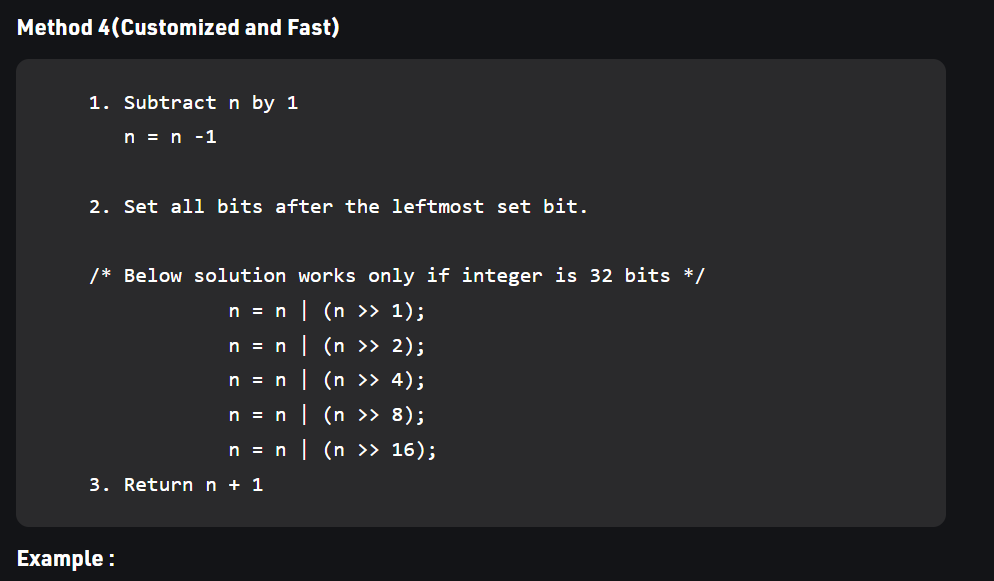 Method 4(Customized and Fast)
1. Subtract n by 1
n = n -1
2. Set all bits after the leftmost set bit.
/* Below solution works only if integer is 32 bits */
n = n | (n >> 1);
n = n | (n >> 2);
n = n | (n >> 4);
n = n | (n >> 8);
n = n | (n >> 16);
3. Return n + 1
Example :